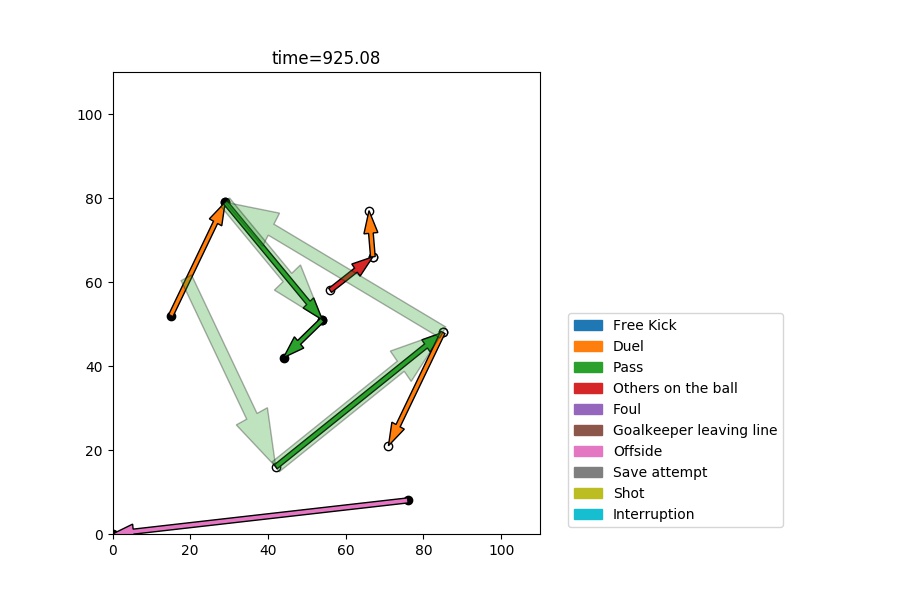 time=925.08
100
80
60
40
20
0
0 20 40 60 80 100
Free Kick
Duel
Pass
Others on the ball
Foul
Goalkeeper leaving line
Offside
Save attempt
Shot
Interruption